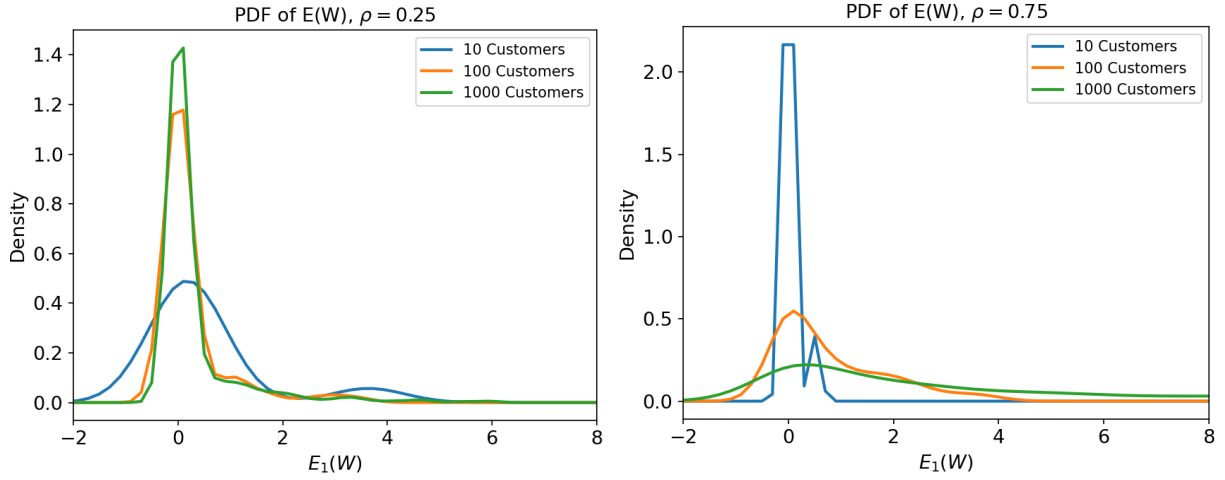 PDF of E(W), ρ = 0.25
10 Customers
100 Customers
1000 Customers
1.4
1.2
1.0
0.8
0.6
0.4
0.2
0.0
Density
−2 0 2 4 6 8
E₁(W)
PDF of E(W), ρ = 0.75
10 Customers
100 Customers
1000 Customers
2.0
1.5
1.0
0.5
0.0
Density
−2 0 2 4 6 8
E₁(W)